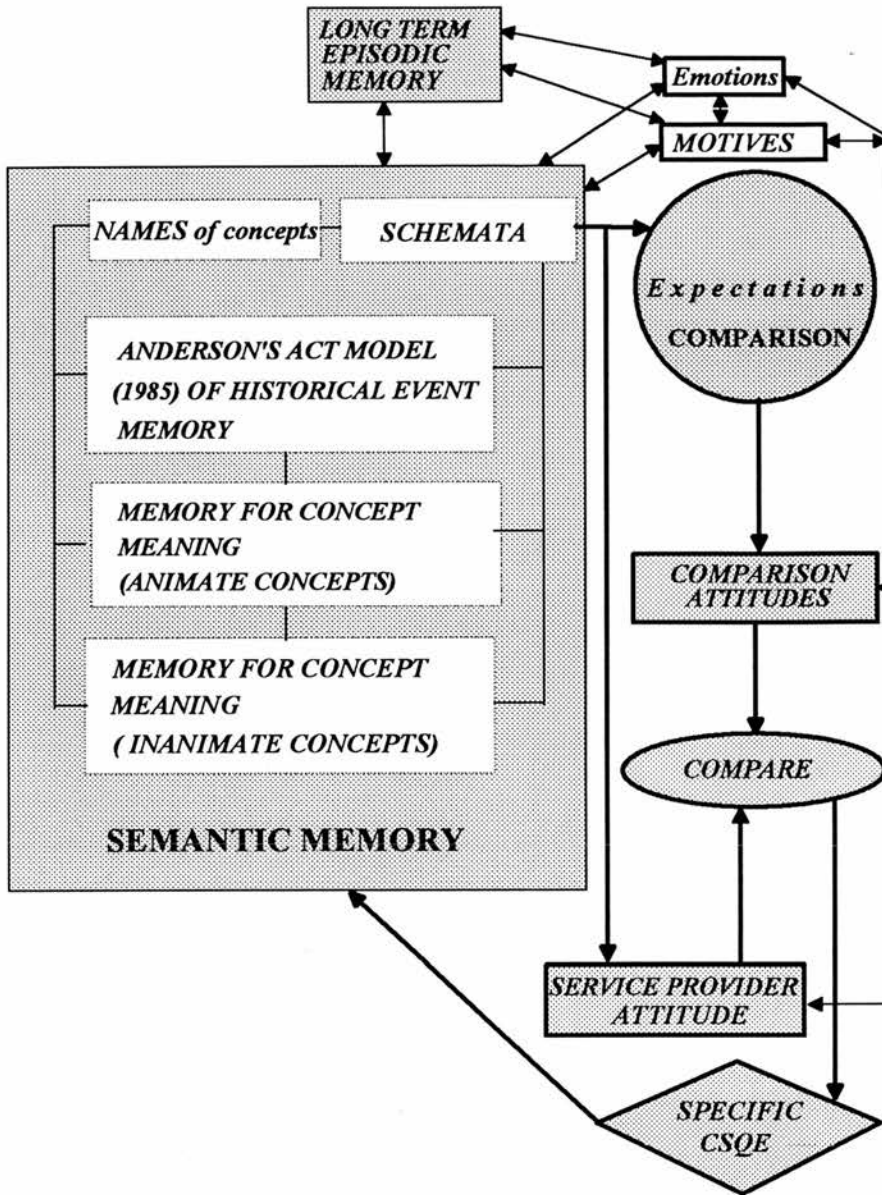 LONG TERM
EPISODIC
MEMORY
Emotions
MOTIVES
NAMES of concepts
SCHEMATA
Expectations
COMPARISON
ANDERSON'S ACT MODEL
(1985) OF HISTORICAL EVENT
MEMORY
MEMORY FOR CONCEPT
MEANING
(ANIMATE CONCEPTS)
COMPARISON
ATTITUDES
MEMORY FOR CONCEPT
MEANING
( INANIMATE CONCEPTS)
COMPARE
SEMANTIC MEMORY
SERVICE PROVIDER
ATTITUDE
SPECIFIC
CSQE